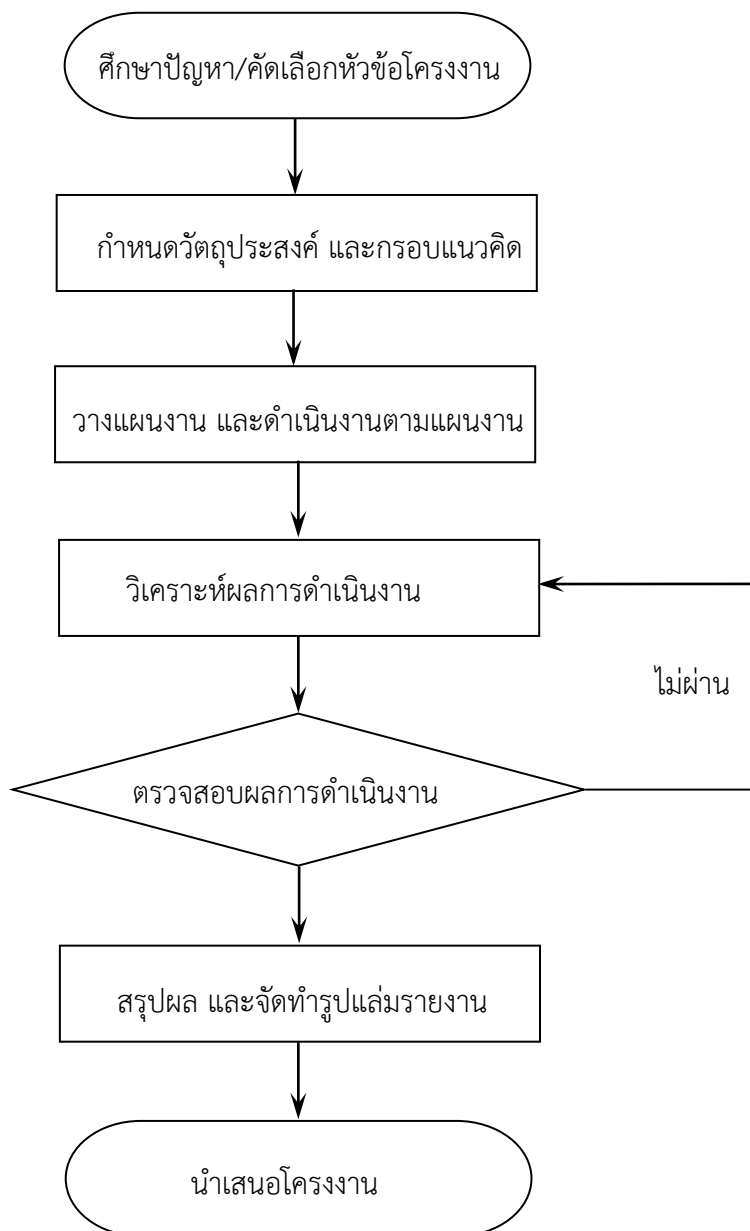 ศึกษาปัญหา/คัดเลือกหัวข้อโครงงาน
กำหนดวัตถุประสงค์ และกรอบแนวคิด
วางแผนงาน และดำเนินงานตามแผนงาน
วิเคราะห์ผลการดำเนินงาน
ไม่ผ่าน
ตรวจสอบผลการดำเนินงาน
สรุปผล และจัดทำรูปแล่มรายงาน
นำเสนอโครงงาน